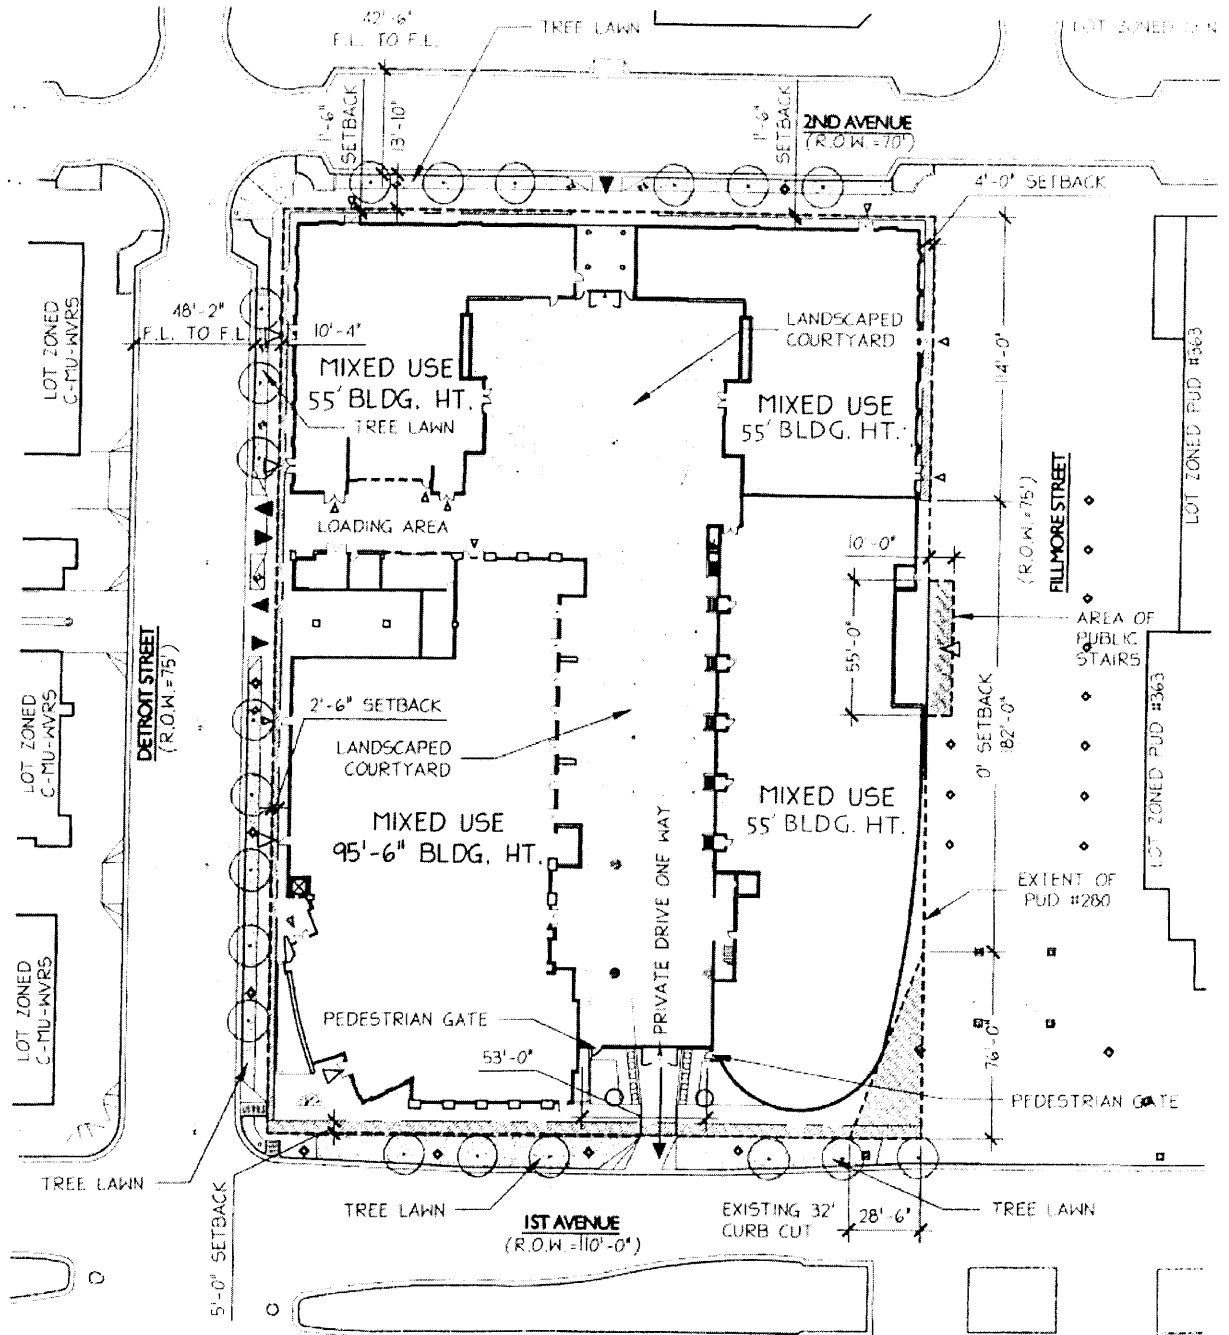 42'-6"
F.L. TO F.L.
TREE LAWN
1'-6"
SETBACK
13'-10"
1'-6"
SETBACK
2ND AVENUE
(R.O.W.=70')
4'-0" SETBACK
LOT ZONED
C-MU-WVRS
48'-2"
F.L. TO F.L.
10'-4"
MIXED USE
55' BLDG. HT.
TREE LAWN
LANDSCAPED
COURTYARD
MIXED USE
55' BLDG. HT.
114'-0"
LOT ZONED PUD #363
LOADING AREA
FILLMORE STREET
(R.O.W.=75')
10'-0"
AREA OF
PUBLIC
STAIRS
55'-0"
DETROIT STREET
(R.O.W.=75')
LOT ZONED
C-MU-WVRS
2'-6" SETBACK
LANDSCAPED
COURTYARD
0' SETBACK
182'-0"
LOT ZONED PUD #363
MIXED USE
95'-6" BLDG. HT.
MIXED USE
55' BLDG. HT.
PRIVATE DRIVE ONE WAY
EXTENT OF
PUD #280
LOT ZONED
C-MU-WVRS
PEDESTRIAN GATE
53'-0"
76'-0"
PEDESTRIAN GATE
TREE LAWN
5'-0" SETBACK
TREE LAWN
1ST AVENUE
(R.O.W.=110'-0")
EXISTING 32'
CURB CUT
28'-6"
TREE LAWN